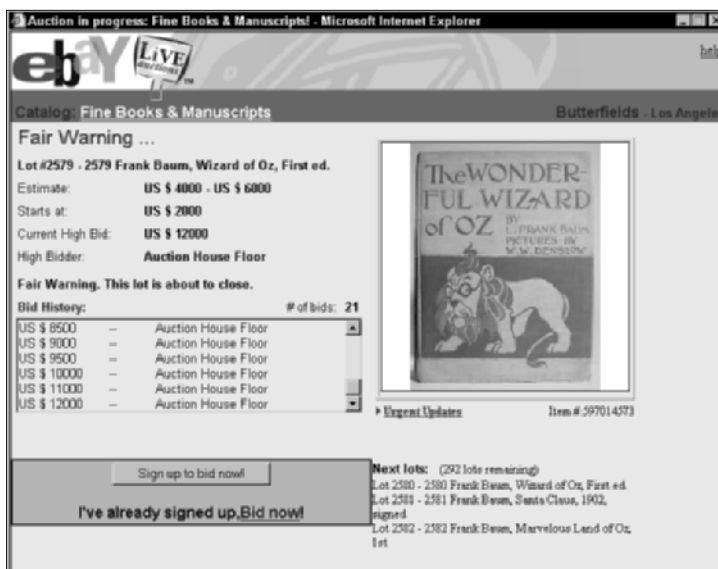 Auction in progress: Fine Books & Manuscripts! - Microsoft Internet Explorer
ebay LiVE auctions ™
help
Catalog: Fine Books & Manuscripts
Butterfields - Los Angeles
Fair Warning ...
Lot #2579 - 2579 Frank Baum, Wizard of Oz, First ed.
Estimate: US $ 4000 - US $ 6000
Starts at: US $ 2000
Current High Bid: US $ 12000
High Bidder: Auction House Floor
Fair Warning. This lot is about to close.
Bid History: # of bids: 21
US $ 8500 -- Auction House Floor
US $ 9000 -- Auction House Floor
US $ 9500 -- Auction House Floor
US $ 10000 -- Auction House Floor
US $ 11000 -- Auction House Floor
US $ 12000 -- Auction House Floor
Sign up to bid now!
I've already signed up, Bid now!
The WONDER-
FUL WIZARD
of OZ BY
L. FRANK BAUM
PICTURES BY
W.W. DENSLOW
Urgent Updates Item # 597014573
Next lots: (292 lots remaining)
Lot 2580 - 2580 Frank Baum, Wizard of Oz, First ed.
Lot 2581 - 2581 Frank Baum, Santa Claus, 1902,
signed
Lot 2582 - 2582 Frank Baum, Marvelous Land of Oz,
1st